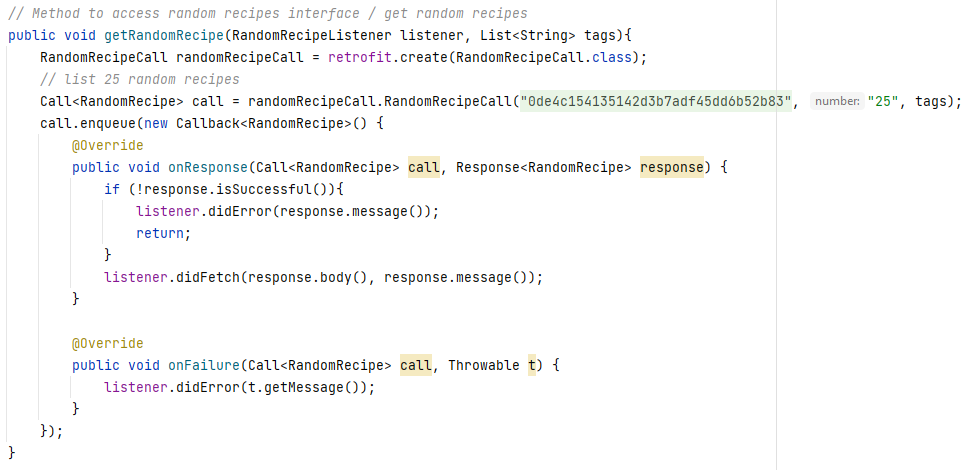 // Method to access random recipes interface / get random recipes
public void getRandomRecipe(RandomRecipeListener listener, List<String> tags){
    RandomRecipeCall randomRecipeCall = retrofit.create(RandomRecipeCall.class);
    // list 25 random recipes
    Call<RandomRecipe> call = randomRecipeCall.RandomRecipeCall("0de4c154135142d3b7adf45dd6b52b83", number: "25", tags);
    call.enqueue(new Callback<RandomRecipe>() {
        @Override
        public void onResponse(Call<RandomRecipe> call, Response<RandomRecipe> response) {
            if (!response.isSuccessful()){
                listener.didError(response.message());
                return;
            }
            listener.didFetch(response.body(), response.message());
        }
        @Override
        public void onFailure(Call<RandomRecipe> call, Throwable t) {
            listener.didError(t.getMessage());
        }
    });
}